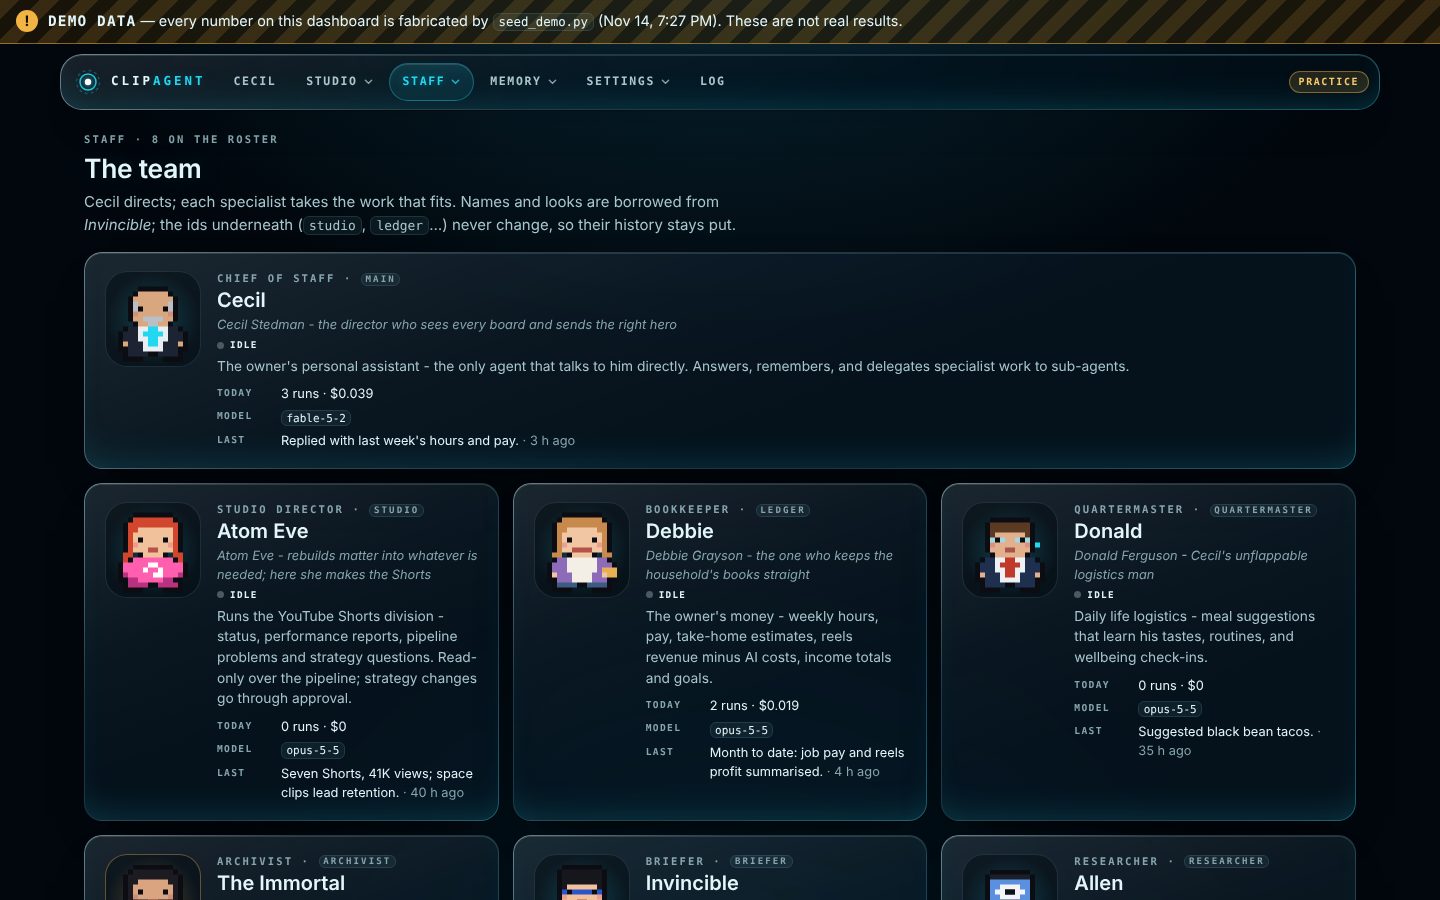 ! DEMO DATA — every number on this dashboard is fabricated by seed_demo.py (Nov 14, 7:27 PM). These are not real results.
CLIPAGENT CECIL STUDIO STAFF MEMORY SETTINGS LOG PRACTICE
STAFF · 8 ON THE ROSTER
The team
Cecil directs; each specialist takes the work that fits. Names and looks are borrowed from
Invincible; the ids underneath (studio, ledger…) never change, so their history stays put.
CHIEF OF STAFF · MAIN
Cecil
Cecil Stedman - the director who sees every board and sends the right hero
IDLE
The owner's personal assistant - the only agent that talks to him directly. Answers, remembers, and delegates specialist work to sub-agents.
TODAY 3 runs · $0.039
MODEL fable-5-2
LAST Replied with last week's hours and pay. · 3 h ago
STUDIO DIRECTOR · STUDIO
Atom Eve
Atom Eve - rebuilds matter into whatever is
needed; here she makes the Shorts
IDLE
Runs the YouTube Shorts division -
status, performance reports, pipeline
problems and strategy questions. Read-
only over the pipeline; strategy changes
go through approval.
TODAY 0 runs · $0
MODEL opus-5-5
LAST Seven Shorts, 41K views; space
clips lead retention. · 40 h ago
BOOKKEEPER · LEDGER
Debbie
Debbie Grayson - the one who keeps the
household's books straight
IDLE
The owner's money - weekly hours,
pay, take-home estimates, reels
revenue minus AI costs, income totals
and goals.
TODAY 2 runs · $0.019
MODEL opus-5-5
LAST Month to date: job pay and reels
profit summarised. · 4 h ago
QUARTERMASTER · QUARTERMASTER
Donald
Donald Ferguson - Cecil's unflappable
logistics man
IDLE
Daily life logistics - meal suggestions
that learn his tastes, routines, and
wellbeing check-ins.
TODAY 0 runs · $0
MODEL opus-5-5
LAST Suggested black bean tacos. ·
35 h ago
ARCHIVIST · ARCHIVIST
The Immortal
BRIEFER · BRIEFER
Invincible
RESEARCHER · RESEARCHER
Allen